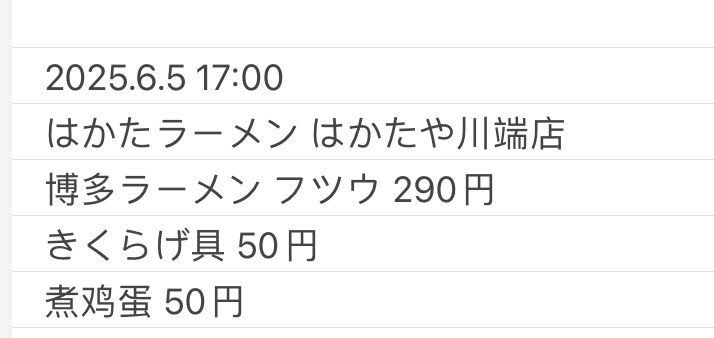 2025.6.5 17:00
はかたラーメン はかたや川端店
博多ラーメン フツウ 290円
きくらげ具 50円
煮鸡蛋 50円